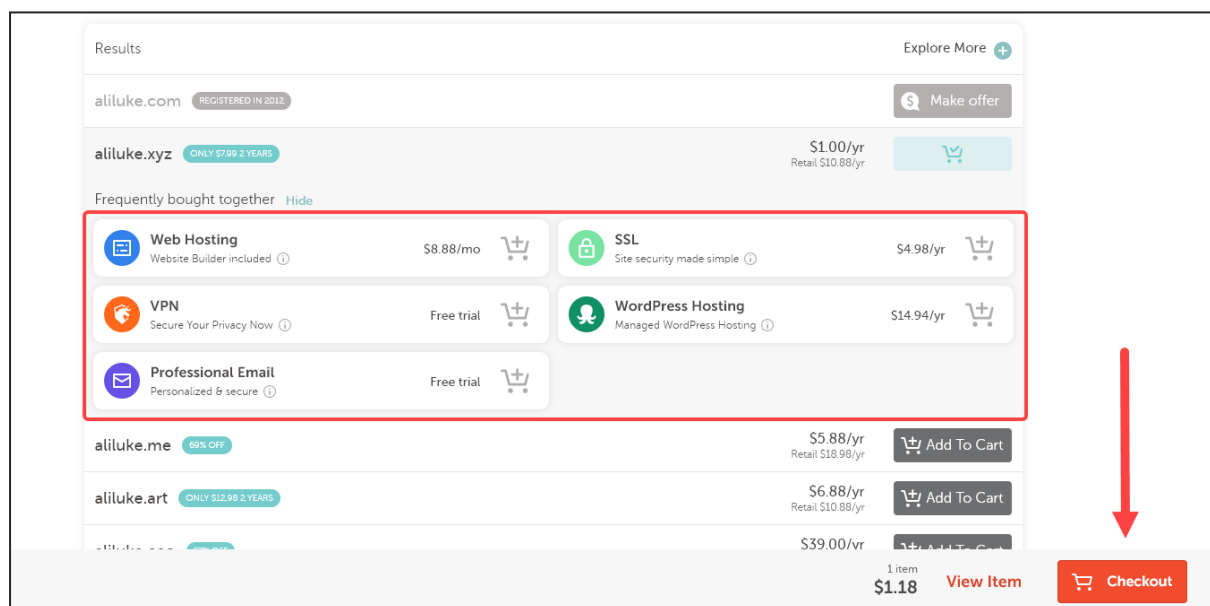 Results
Explore More
aliluke.com REGISTERED IN 2012
Make offer
aliluke.xyz ONLY $7.99 2 YEARS
$1.00/yr
Retail $10.88/yr
Frequently bought together Hide
Web Hosting
Website Builder included
$8.88/mo
SSL
Site security made simple
$4.98/yr
VPN
Secure Your Privacy Now
Free trial
WordPress Hosting
Managed WordPress Hosting
$14.94/yr
Professional Email
Personalized & secure
Free trial
aliluke.me 69% OFF
$5.88/yr
Retail $18.98/yr
Add To Cart
aliluke.art ONLY $12.98 2 YEARS
$6.88/yr
Retail $10.88/yr
Add To Cart
$39.00/yr
Add To Cart
1 item
$1.18
View Item
Checkout